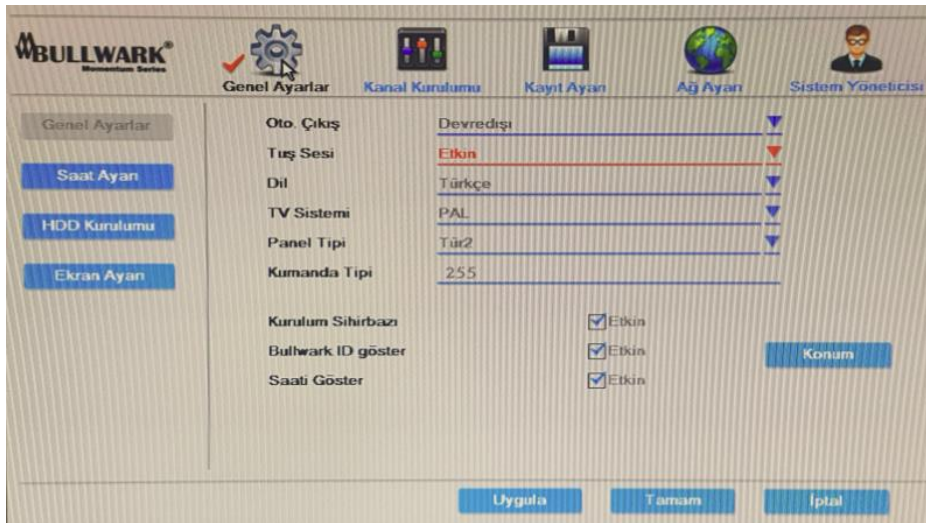 BULLWARK®
Momentum Series
Genel Ayarlar
Kanal Kurulumu
Kayıt Ayarı
Ağ Ayarı
Sistem Yöneticisi
Genel Ayarlar
Saat Ayarı
HDD Kurulumu
Ekran Ayarı
Oto. Çıkış Devredışı
Tuş Sesi Etkin
Dil Türkçe
TV Sistemi PAL
Panel Tipi Tür2
Kumanda Tipi 255
Kurulum Sihirbazı Etkin
Bullwark ID göster Etkin
Konum
Saati Göster Etkin
Uygula
Tamam
İptal